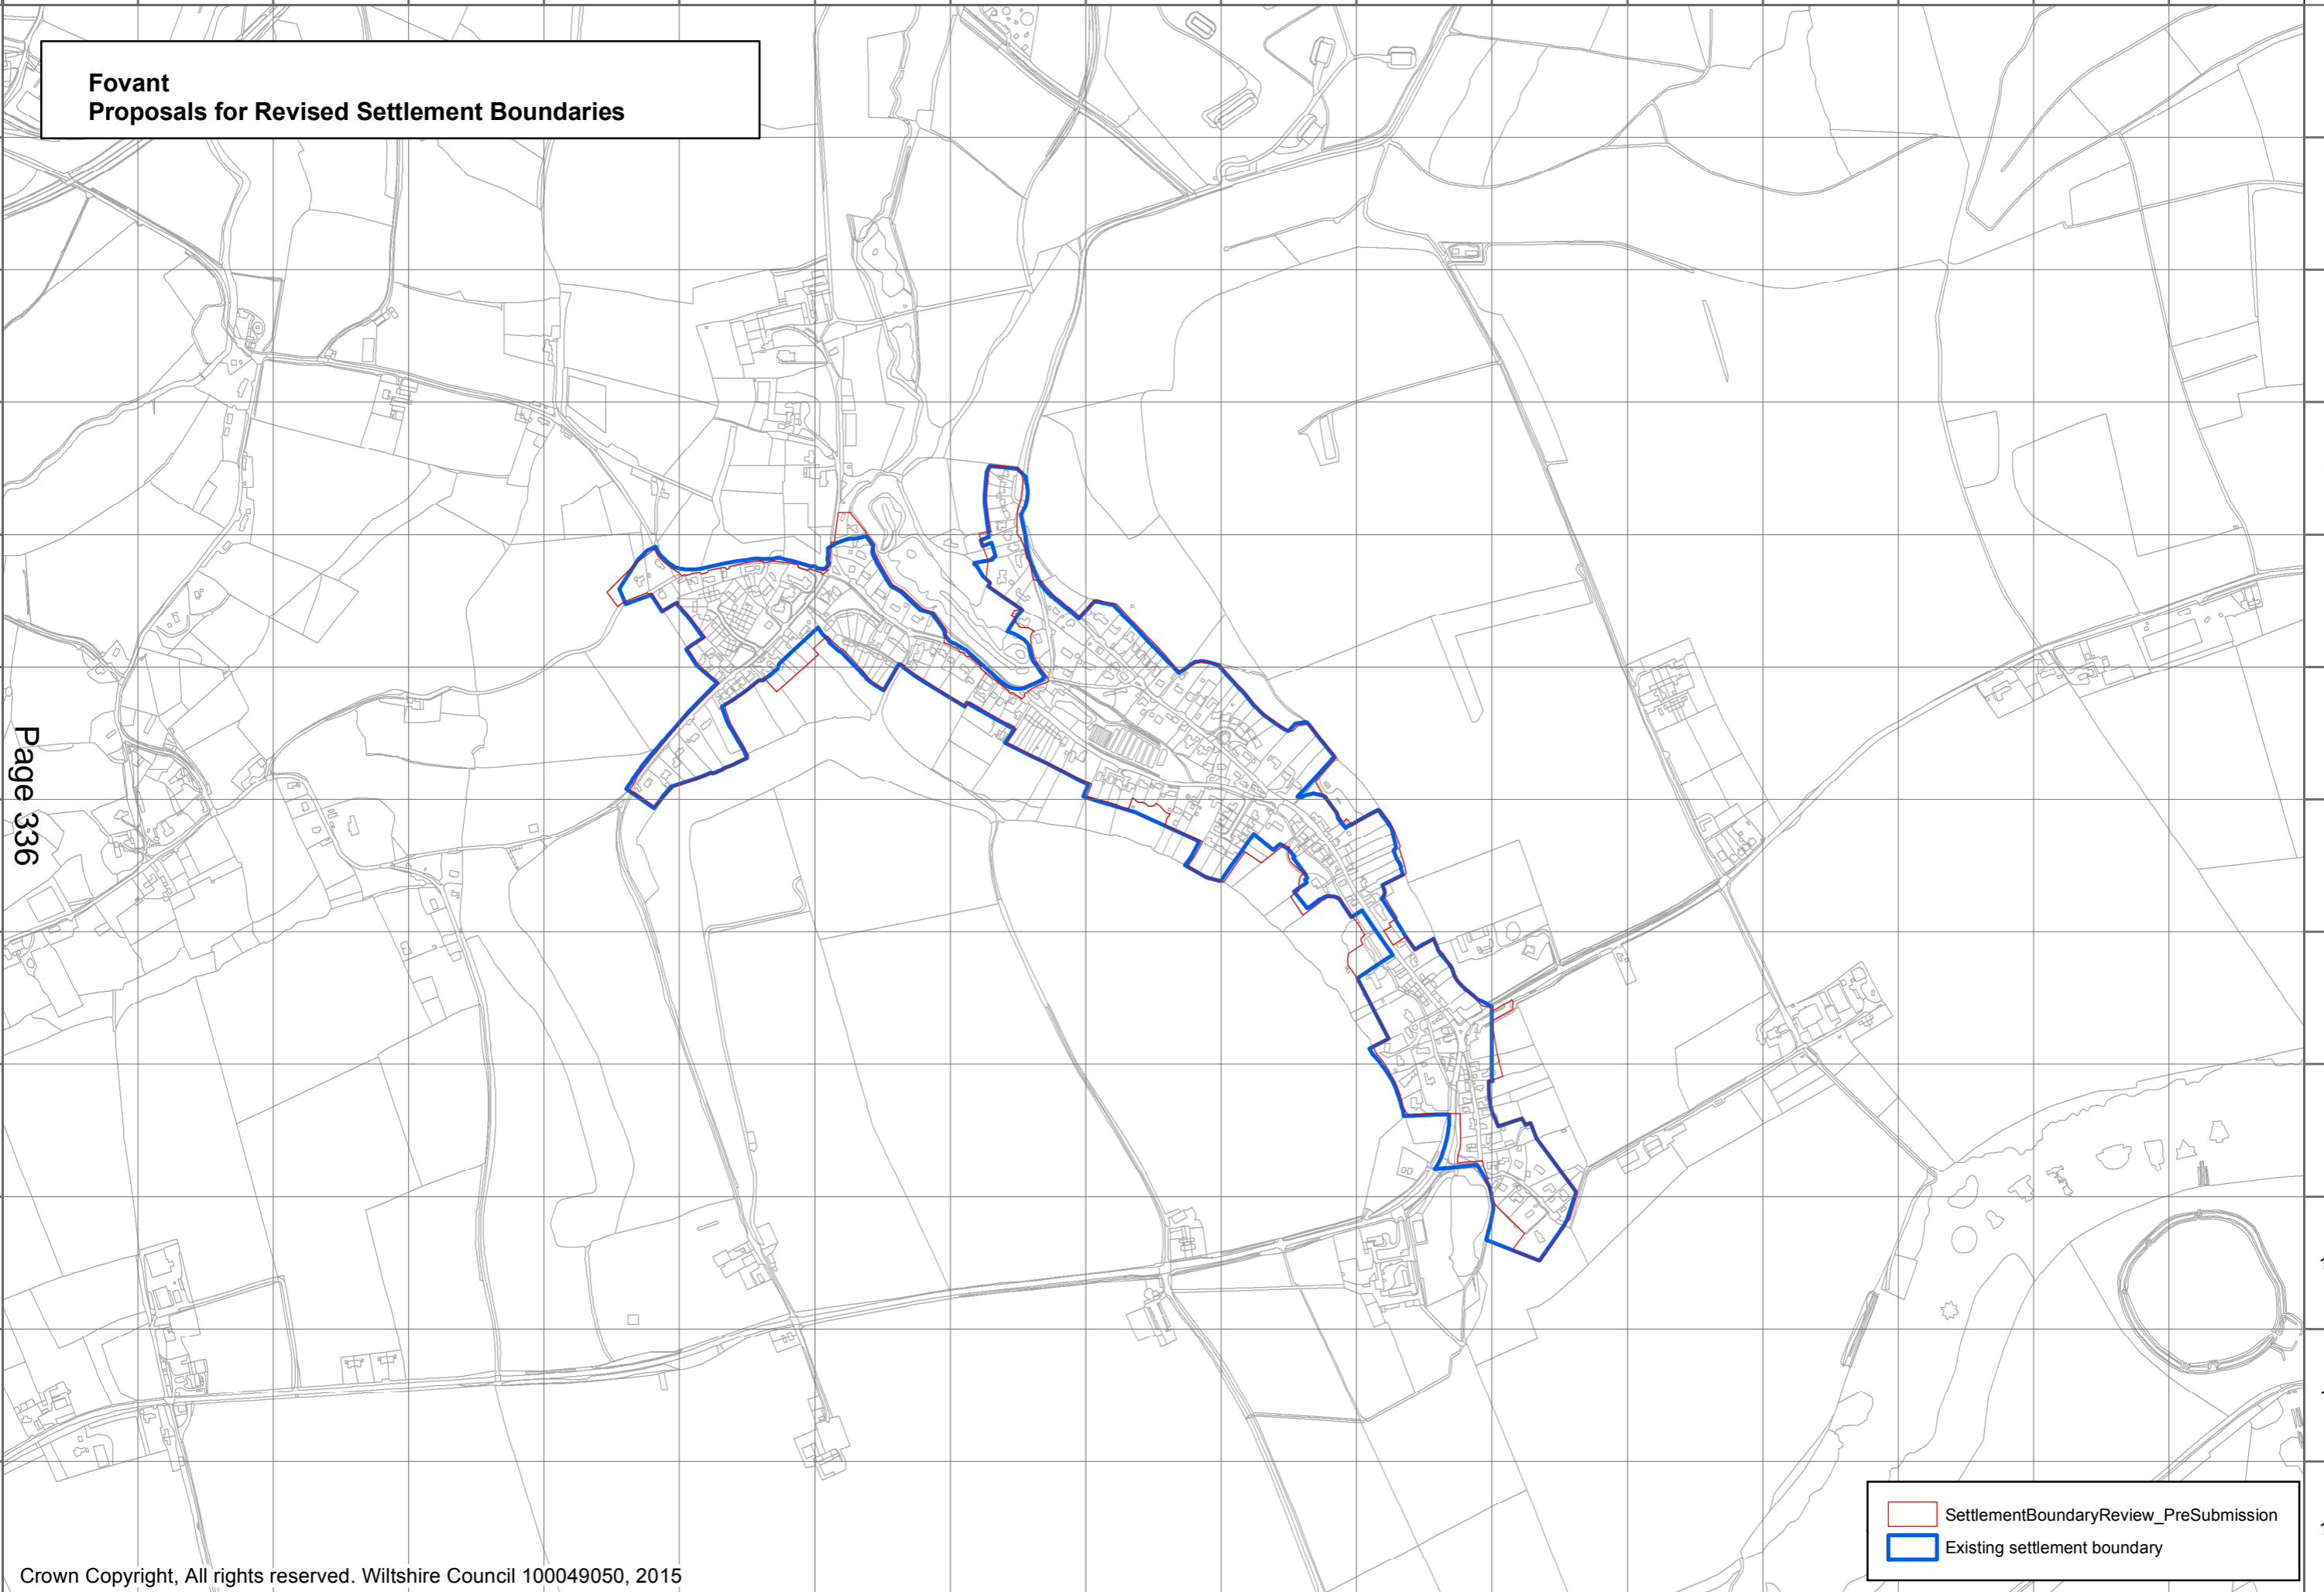 Fovant
Proposals for Revised Settlement Boundaries
Page 336
SettlementBoundaryReview_PreSubmission
Existing settlement boundary
Crown Copyright, All rights reserved. Wiltshire Council 100049050, 2015